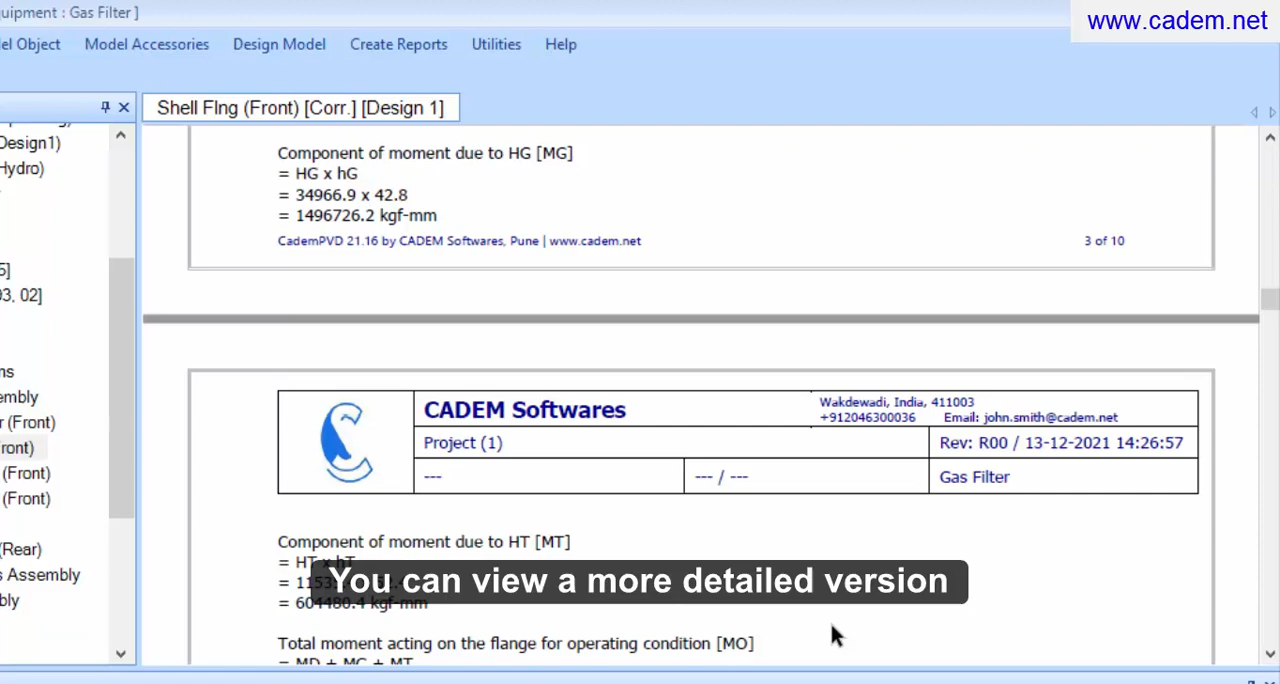 uipment : Gas Filter ]
www.cadem.net
el Object Model Accessories Design Model Create Reports Utilities Help
Shell Flng (Front) [Corr.] [Design 1]
Design1)
Hydro)
5]
93, 02]
ns
embly
r (Front)
ront)
(Front)
(Front)
(Rear)
s Assembly
bly
Component of moment due to HG [MG]
= HG x hG
= 34966.9 x 42.8
= 1496726.2 kgf-mm
CademPVD 21.16 by CADEM Softwares, Pune | www.cadem.net 3 of 10
CADEM Softwares
Wakdewadi, India, 411003
+912046300036 Email: john.smith@cadem.net
Project (1)
Rev: R00 / 13-12-2021 14:26:57
--- --- / --- Gas Filter
Component of moment due to HT [MT]
= HT x hT
You can view a more detailed version
= 604480.4 kgf-mm
Total moment acting on the flange for operating condition [MO]
= MD + MG + MT